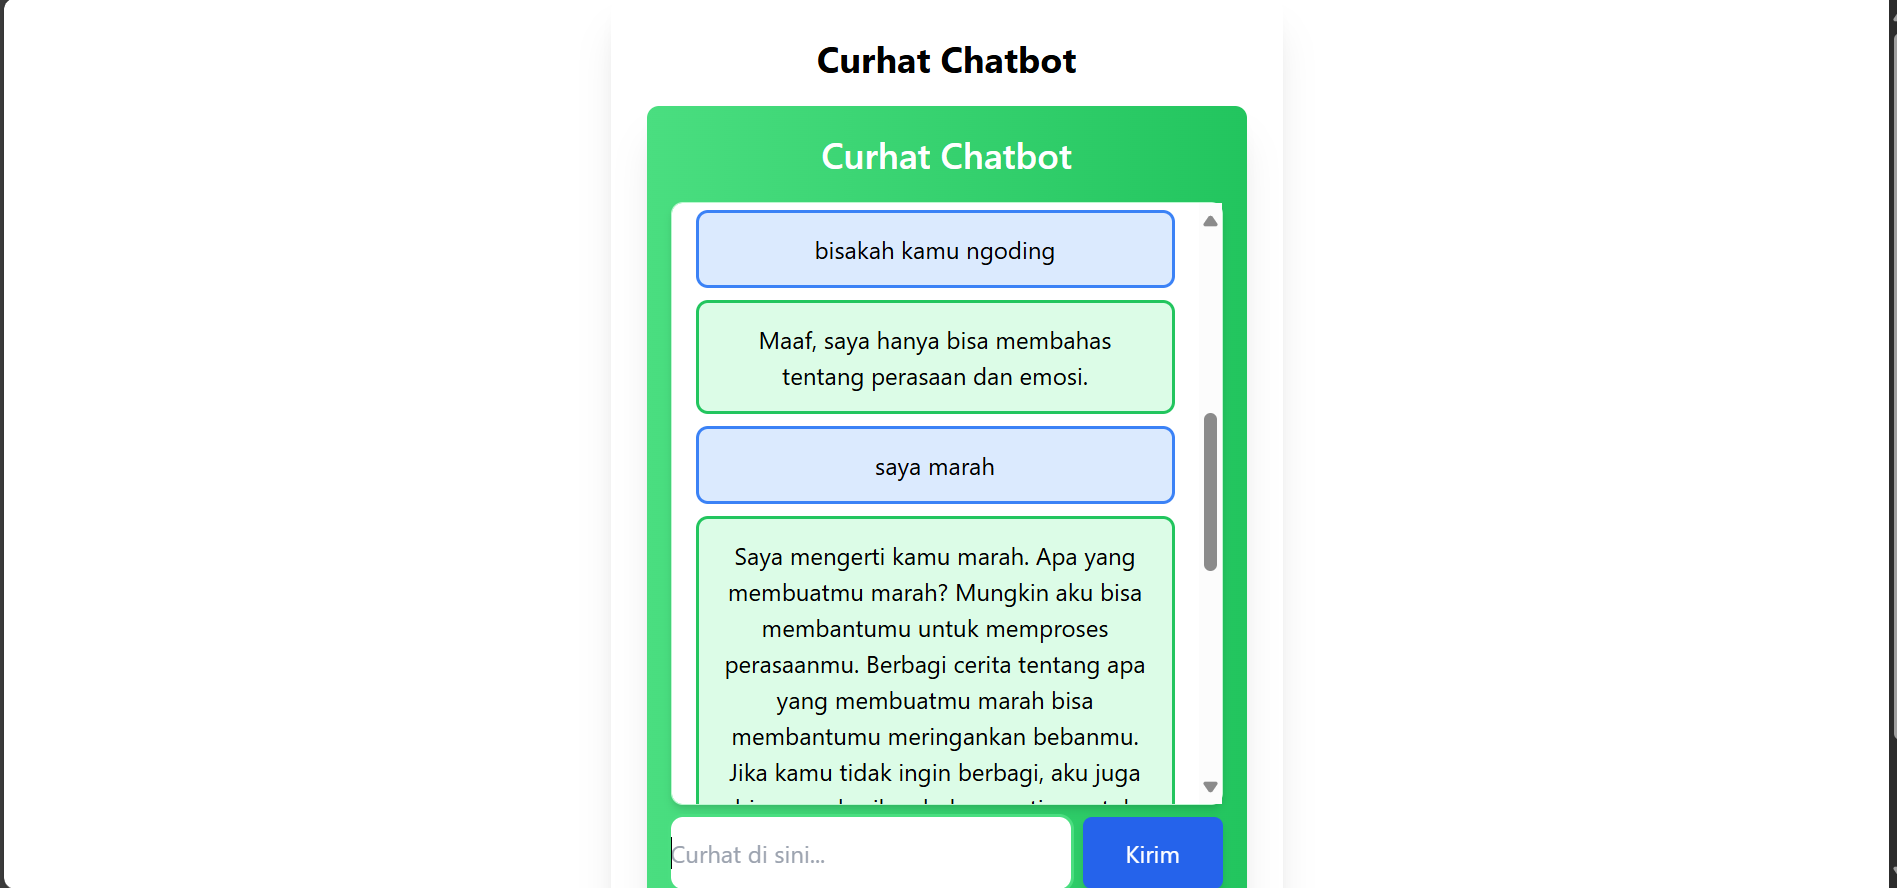 Curhat Chatbot
Curhat Chatbot
bisakah kamu ngoding
Maaf, saya hanya bisa membahas
tentang perasaan dan emosi.
saya marah
Saya mengerti kamu marah. Apa yang
membuatmu marah? Mungkin aku bisa
membantumu untuk memproses
perasaanmu. Berbagi cerita tentang apa
yang membuatmu marah bisa
membantumu meringankan bebanmu.
Jika kamu tidak ingin berbagi, aku juga
Curhat di sini...
Kirim